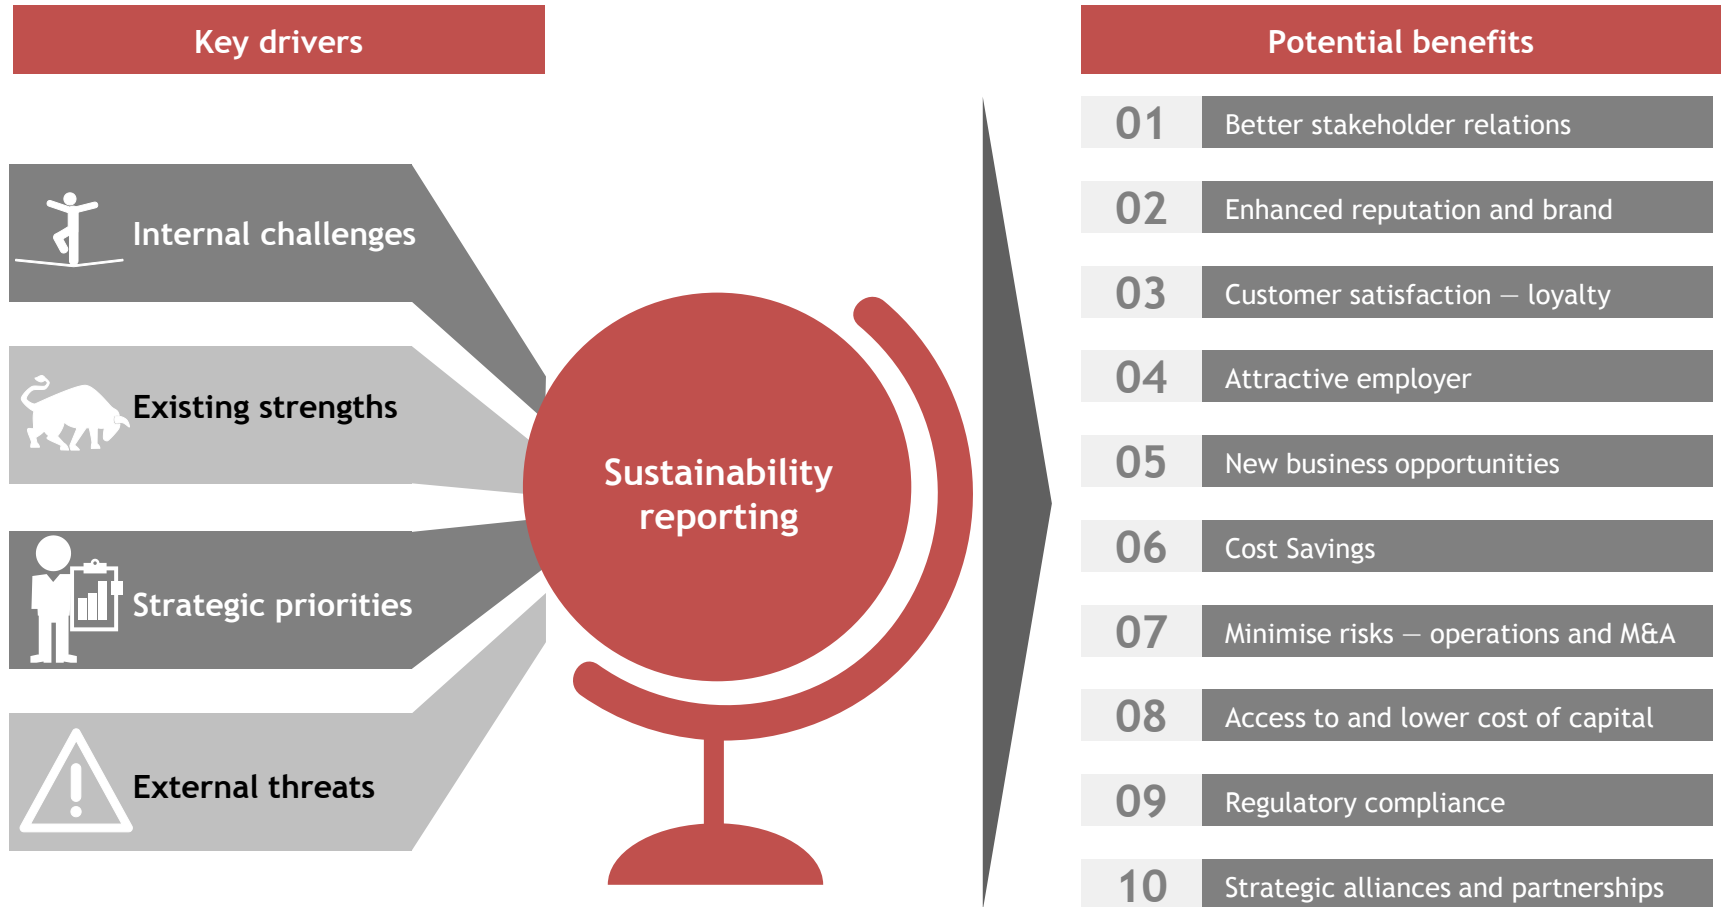 Key drivers
Internal challenges
Existing strengths
Strategic priorities
External threats
Sustainability
reporting
Potential benefits
01 Better stakeholder relations
02 Enhanced reputation and brand
03 Customer satisfaction – loyalty
04 Attractive employer
05 New business opportunities
06 Cost Savings
07 Minimise risks – operations and M&A
08 Access to and lower cost of capital
09 Regulatory compliance
10 Strategic alliances and partnerships